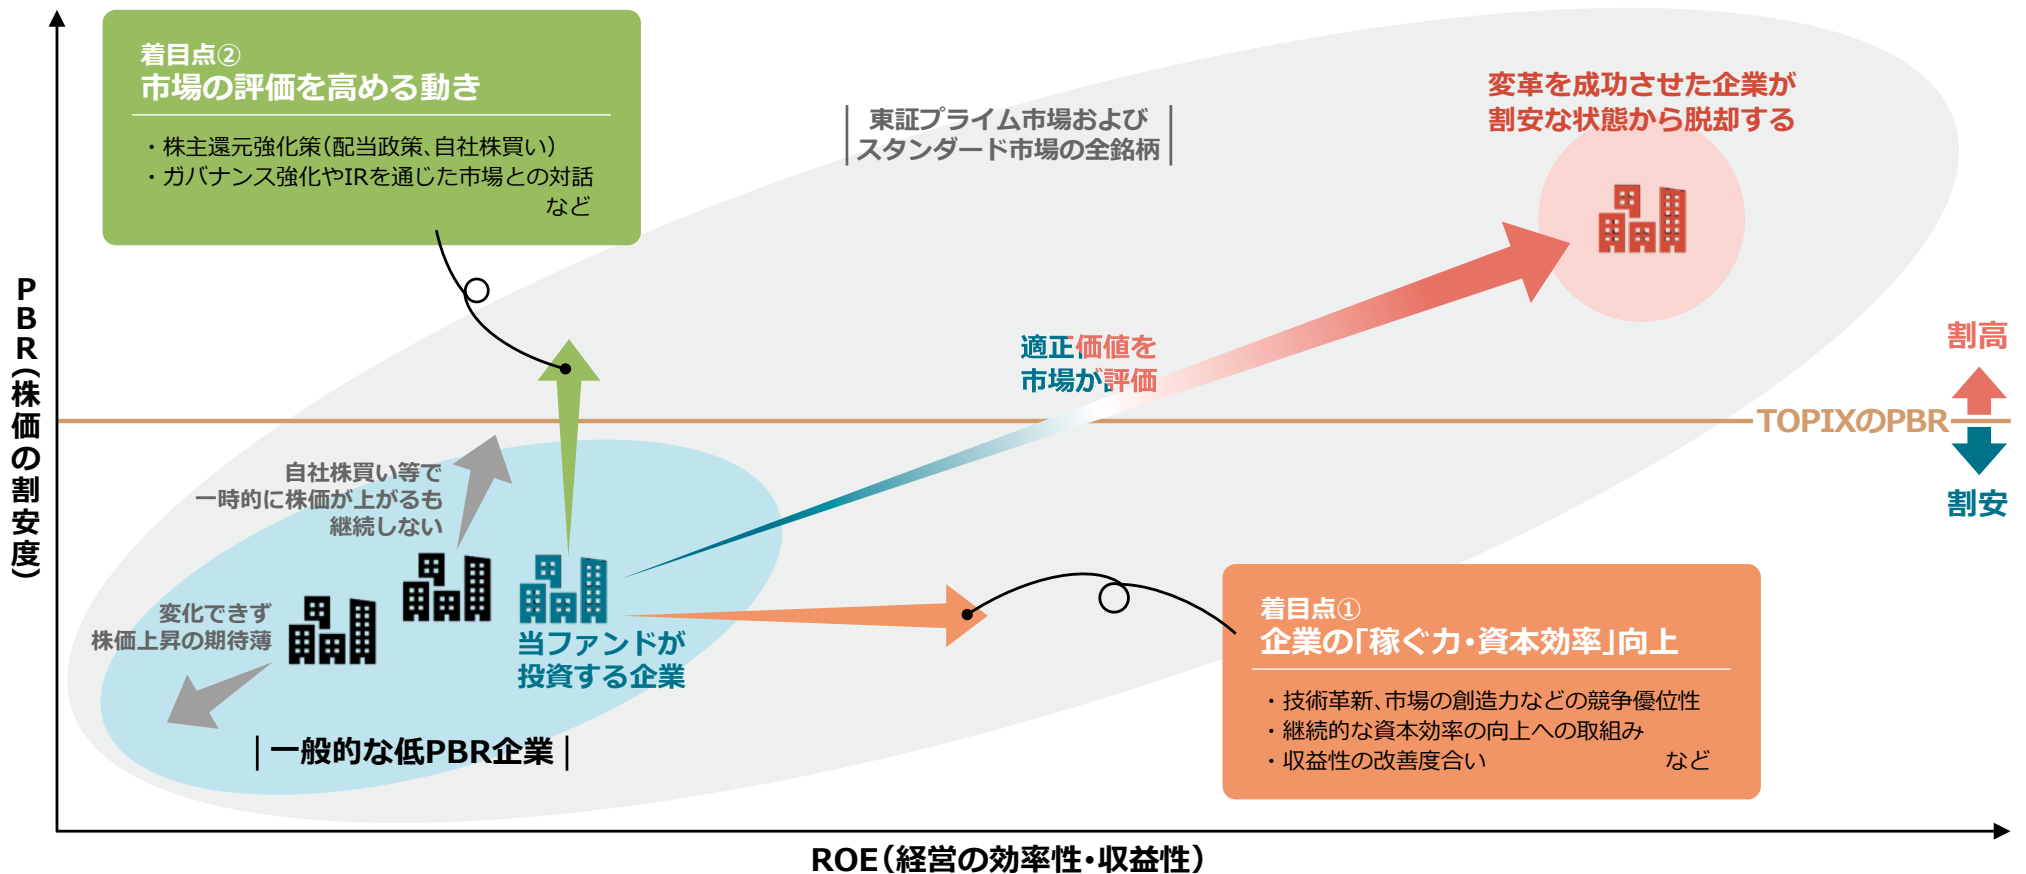 着目点②
市場の評価を高める動き
・株主還元強化策(配当政策、自社株買い)
・ガバナンス強化やIRを通じた市場との対話
など
東証プライム市場および
スタンダード市場の全銘柄
変革を成功させた企業が
割安な状態から脱却する
PBR(株価の割安度)
適正価値を
市場が評価
割高
TOPIXのPBR
割安
自社株買い等で
一時的に株価が上がるも
継続しない
変化できず
株価上昇の期待薄
当ファンドが
投資する企業
一般的な低PBR企業
着目点①
企業の「稼ぐ力・資本効率」向上
・技術革新、市場の創造力などの競争優位性
・継続的な資本効率の向上への取組み
・収益性の改善度合い など
ROE(経営の効率性・収益性)